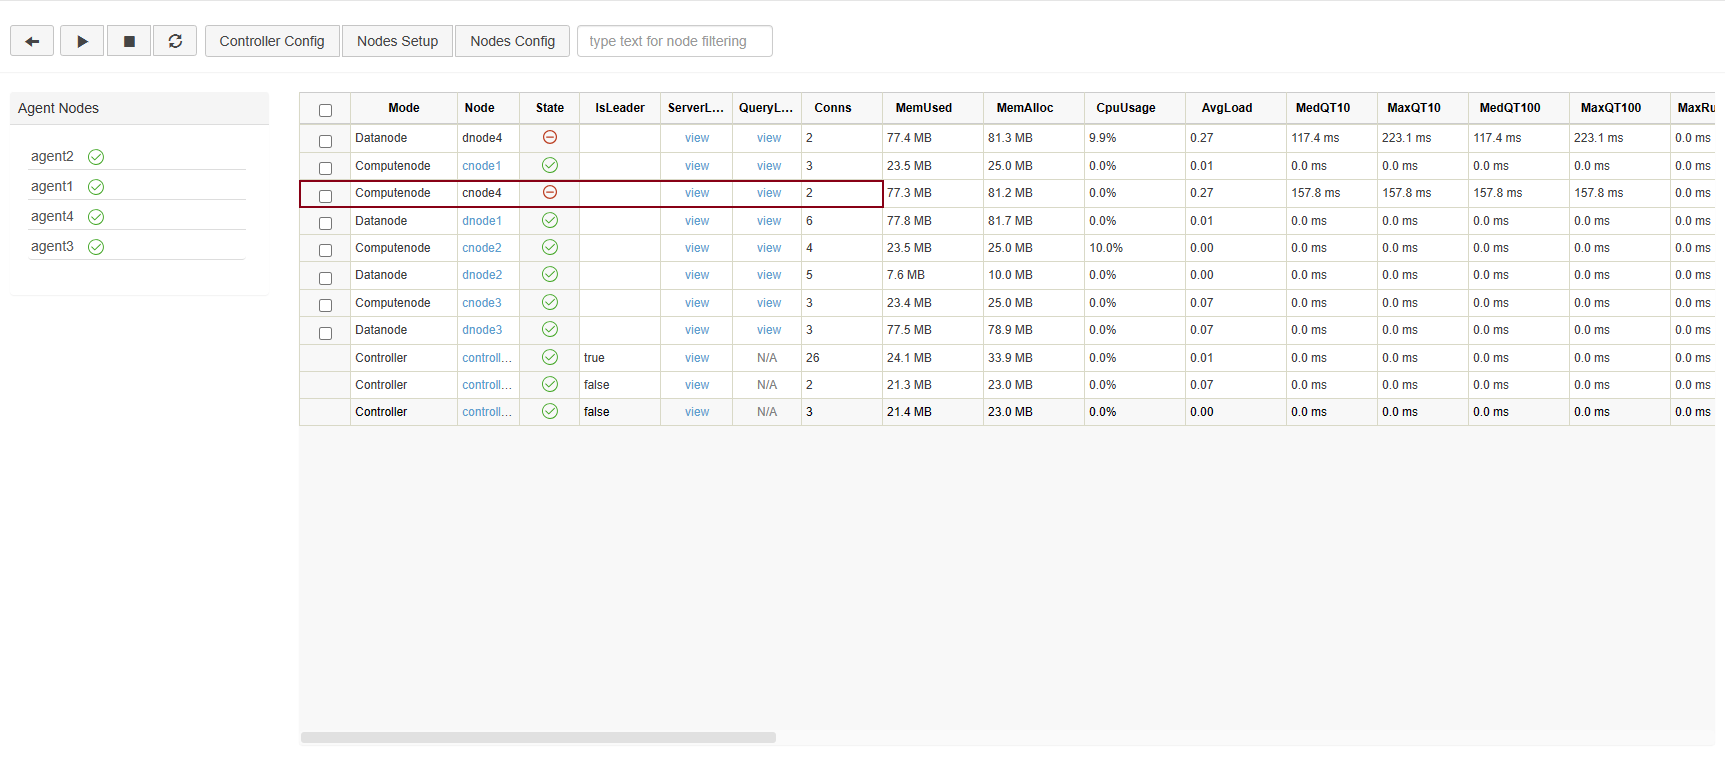 Controller Config Nodes Setup Nodes Config type text for node filtering
Agent Nodes
agent2
agent1
agent4
agent3
Mode Node State IsLeader ServerL... QueryL... Conns MemUsed MemAlloc CpuUsage AvgLoad MedQT10 MaxQT10 MedQT100 MaxQT100 MaxRu
Datanode dnode4 view view 2 77.4 MB 81.3 MB 9.9% 0.27 117.4 ms 223.1 ms 117.4 ms 223.1 ms 0.0 ms
Computenode cnode1 view view 3 23.5 MB 25.0 MB 0.0% 0.01 0.0 ms 0.0 ms 0.0 ms 0.0 ms 0.0 ms
Computenode cnode4 view view 2 77.3 MB 81.2 MB 0.0% 0.27 157.8 ms 157.8 ms 157.8 ms 157.8 ms 0.0 ms
Datanode dnode1 view view 6 77.8 MB 81.7 MB 0.0% 0.01 0.0 ms 0.0 ms 0.0 ms 0.0 ms 0.0 ms
Computenode cnode2 view view 4 23.5 MB 25.0 MB 10.0% 0.00 0.0 ms 0.0 ms 0.0 ms 0.0 ms 0.0 ms
Datanode dnode2 view view 5 7.6 MB 10.0 MB 0.0% 0.00 0.0 ms 0.0 ms 0.0 ms 0.0 ms 0.0 ms
Computenode cnode3 view view 3 23.4 MB 25.0 MB 0.0% 0.07 0.0 ms 0.0 ms 0.0 ms 0.0 ms 0.0 ms
Datanode dnode3 view view 3 77.5 MB 78.9 MB 0.0% 0.07 0.0 ms 0.0 ms 0.0 ms 0.0 ms 0.0 ms
Controller controll... true view N/A 26 24.1 MB 33.9 MB 0.0% 0.01 0.0 ms 0.0 ms 0.0 ms 0.0 ms 0.0 ms
Controller controll... false view N/A 2 21.3 MB 23.0 MB 0.0% 0.07 0.0 ms 0.0 ms 0.0 ms 0.0 ms 0.0 ms
Controller controll... false view N/A 3 21.4 MB 23.0 MB 0.0% 0.00 0.0 ms 0.0 ms 0.0 ms 0.0 ms 0.0 ms